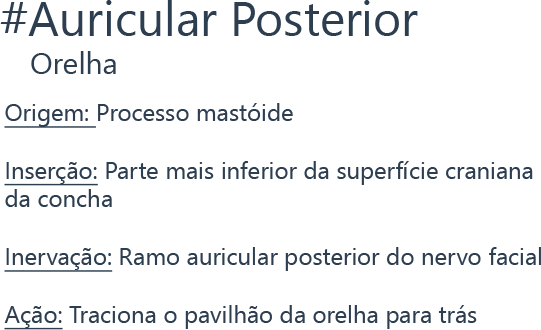 #Auricular Posterior
Orelha
Origem: Processo mastóide
Inserção: Parte mais inferior da superfície craniana
da concha
Inervação: Ramo auricular posterior do nervo facial
Ação: Traciona o pavilhão da orelha para trás